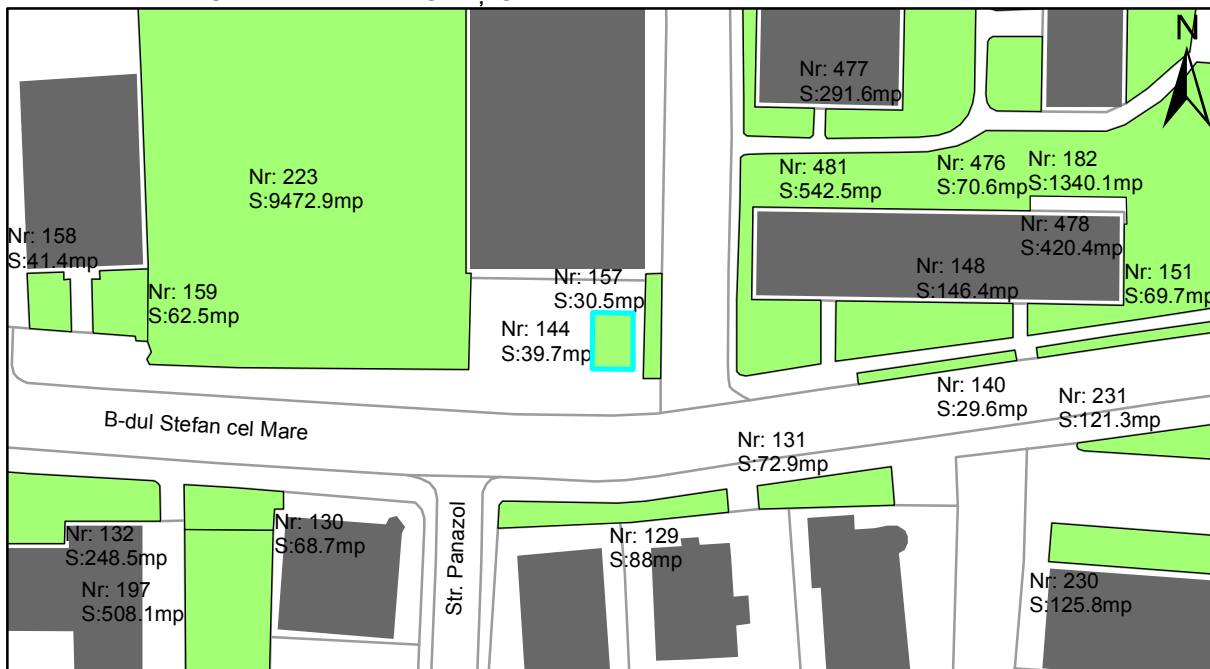 N
Nr: 477
S:291.6mp
Nr: 223
S:9472.9mp
Nr: 481
S:542.5mp
Nr: 476
S:70.6mp
Nr: 182
S:1340.1mp
Nr: 158
S:41.4mp
Nr: 478
S:420.4mp
Nr: 148
S:146.4mp
Nr: 151
S:69.7mp
Nr: 159
S:62.5mp
Nr: 157
S:30.5mp
Nr: 144
S:39.7mp
Nr: 140
S:29.6mp
Nr: 231
S:121.3mp
B-dul Stefan cel Mare
Nr: 131
S:72.9mp
Str. Panazol
Nr: 132
S:248.5mp
Nr: 130
S:68.7mp
Nr: 129
S:88mp
Nr: 197
S:508.1mp
Nr: 230
S:125.8mp